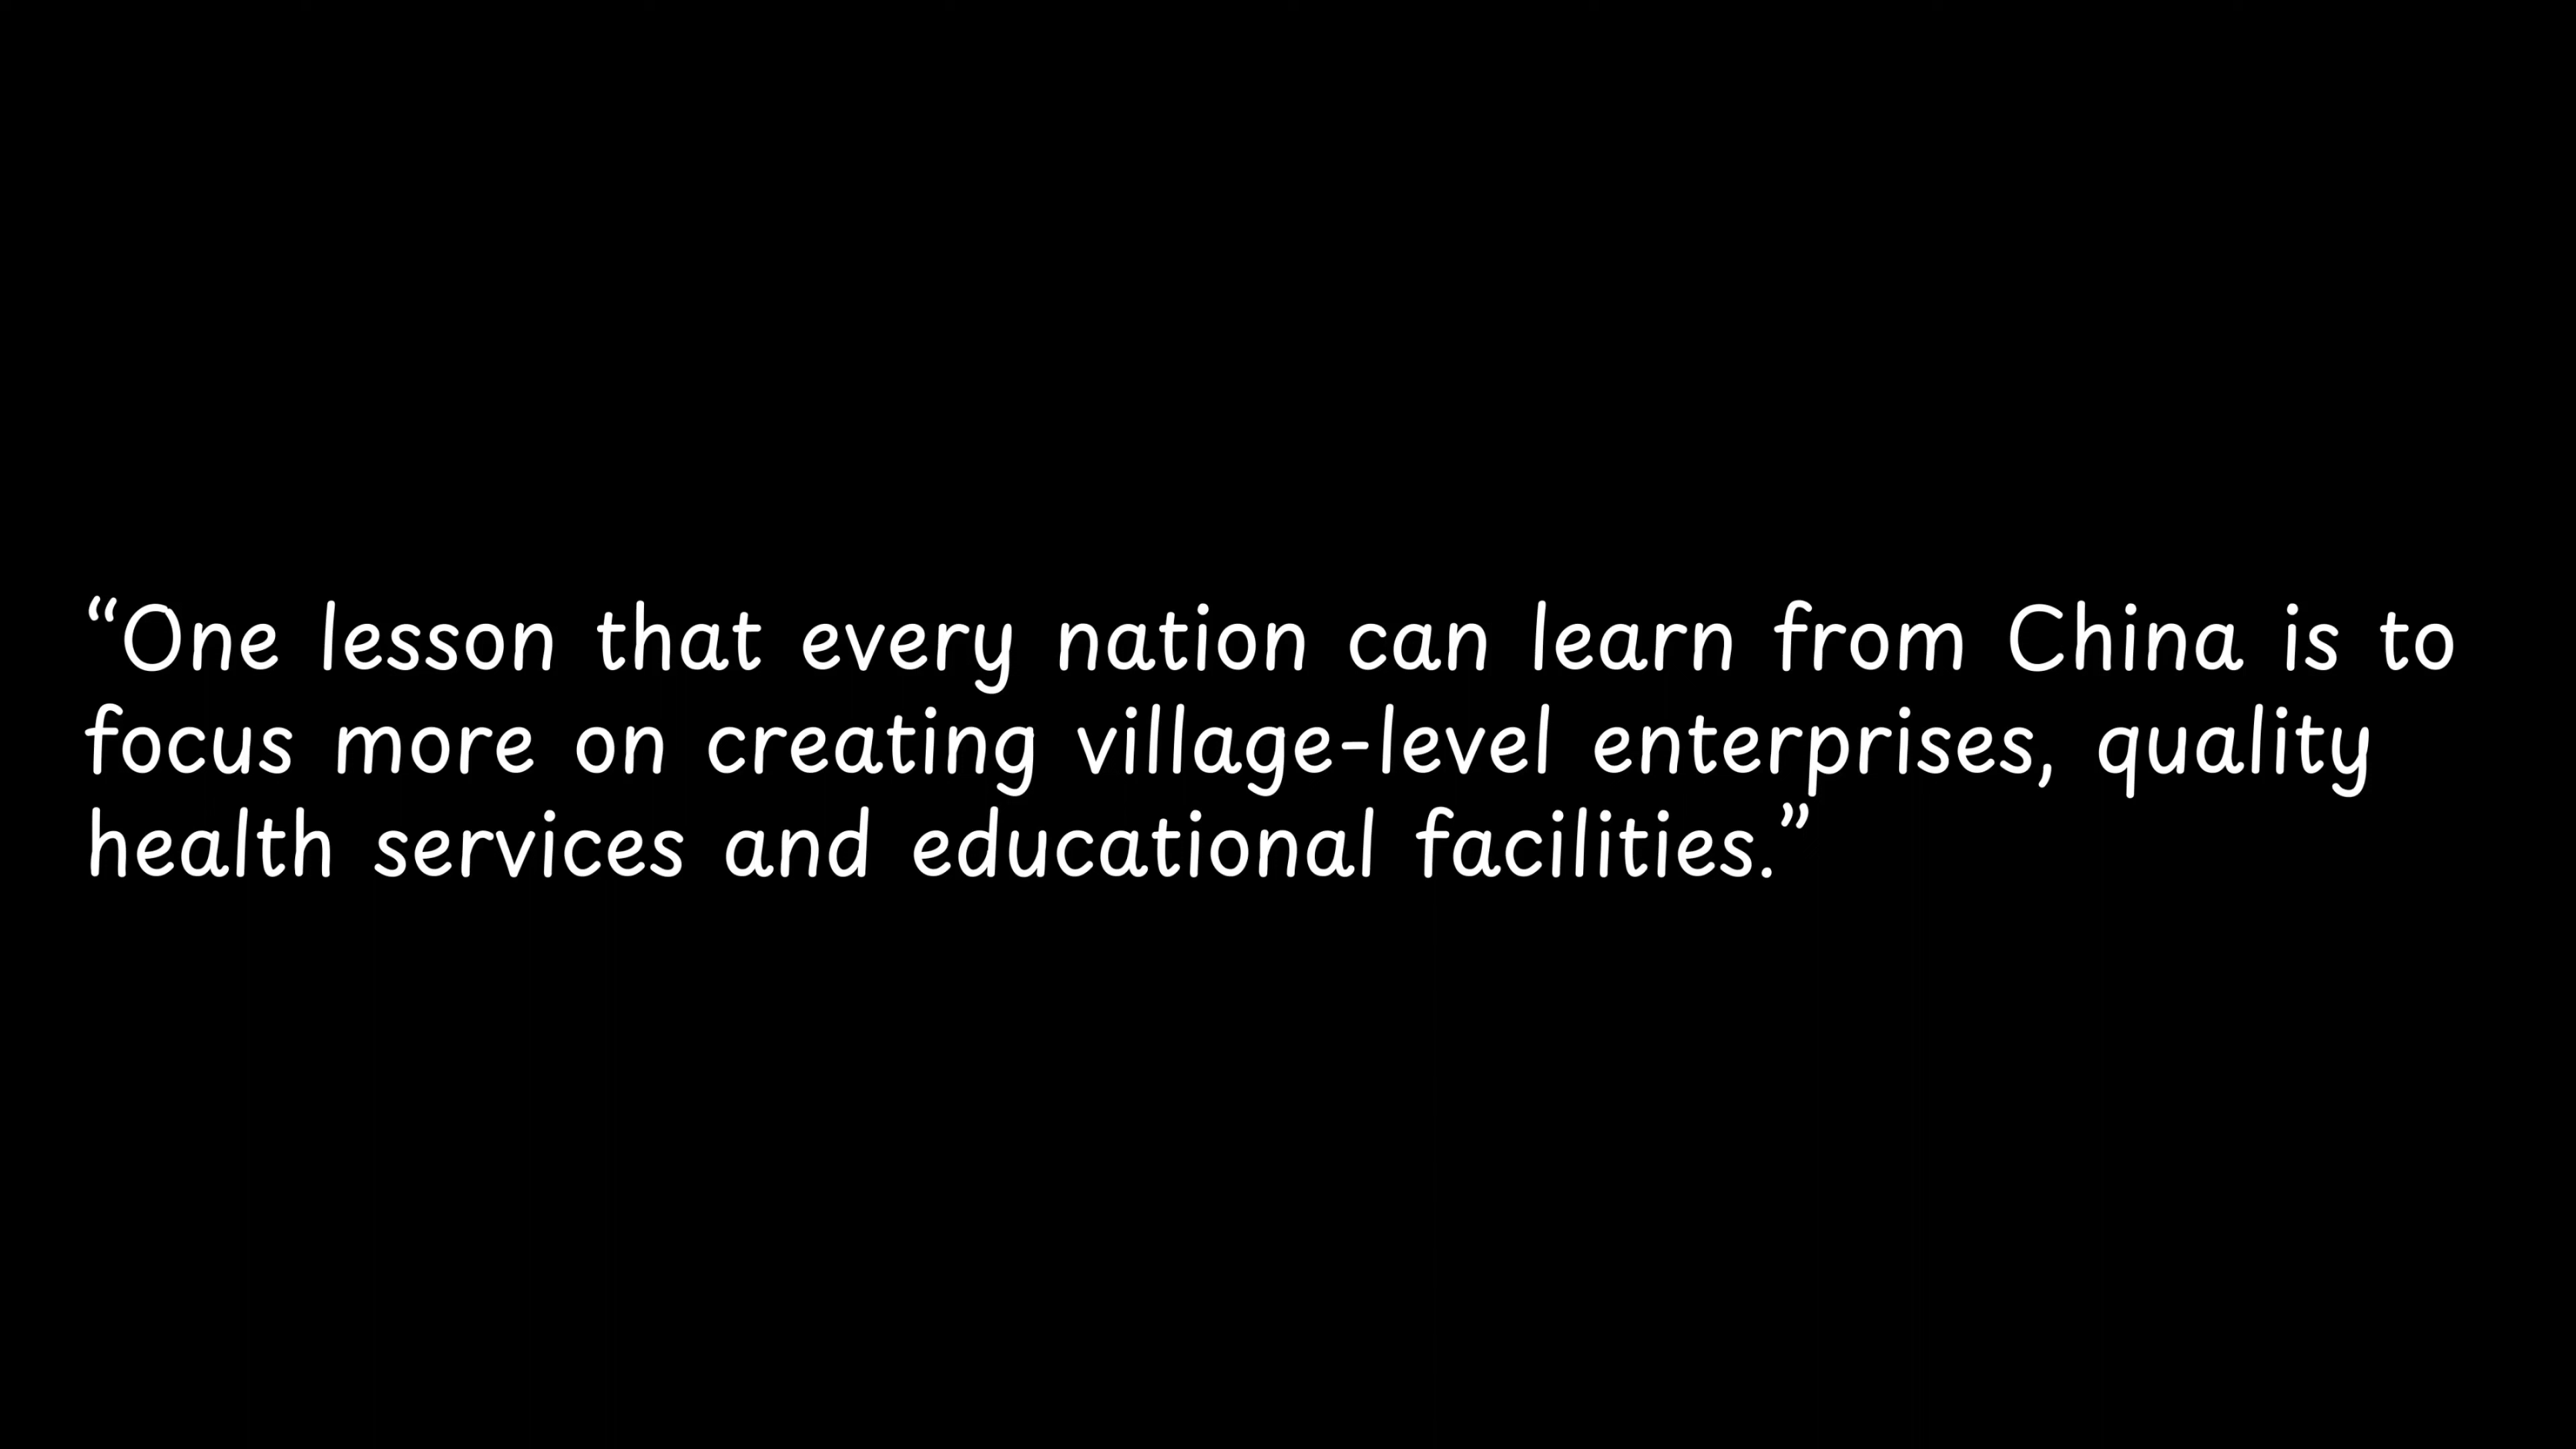 “One lesson that every nation can learn from China is to
focus more on creating village-level enterprises, quality
health services and educational facilities.”